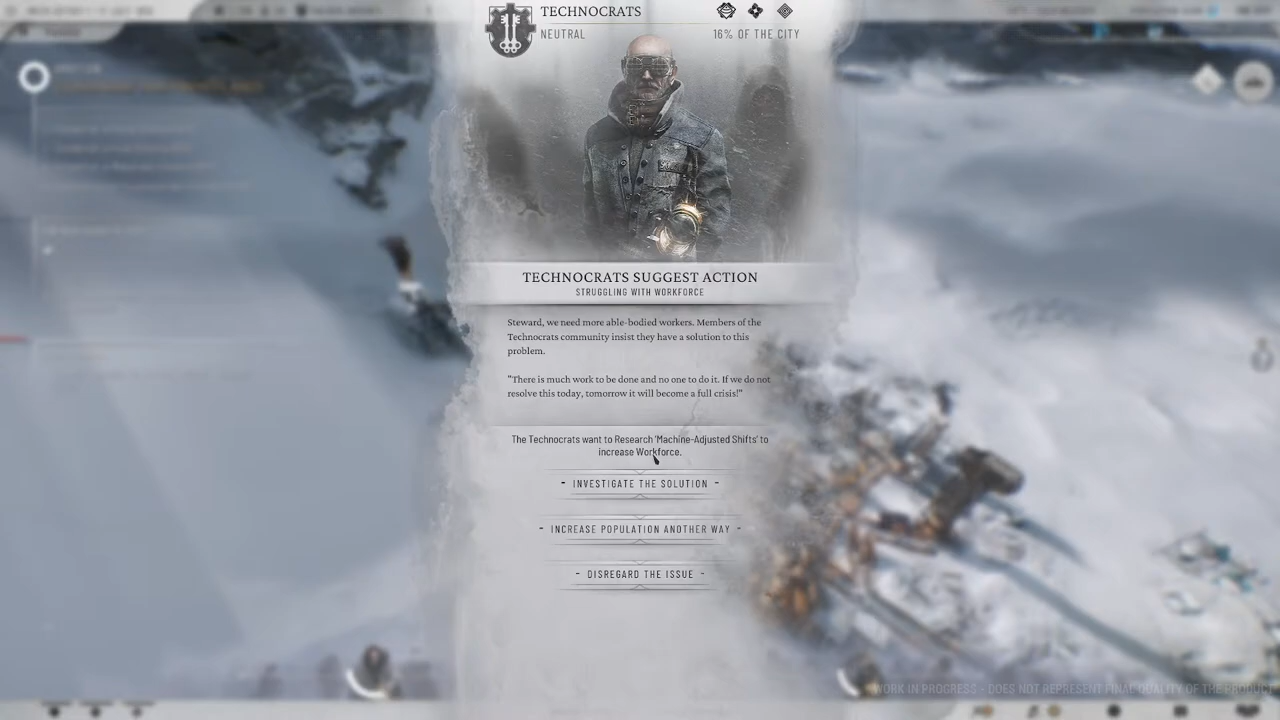 TECHNOCRATS
NEUTRAL
16% OF THE CITY
TECHNOCRATS SUGGEST ACTION
STRUGGLING WITH WORKFORCE
Steward, we need more able-bodied workers. Members of the
Technocrats community insist they have a solution to this
problem.
"There is much work to be done and no one to do it. If we do not
resolve this today, tomorrow it will become a full crisis!"
The Technocrats want to Research 'Machine-Adjusted Shifts' to
increase Workforce.
- INVESTIGATE THE SOLUTION -
- INCREASE POPULATION ANOTHER WAY -
- DISREGARD THE ISSUE -
WORK IN PROGRESS - DOES NOT REPRESENT FINAL QUALITY OF THE PRODUCT